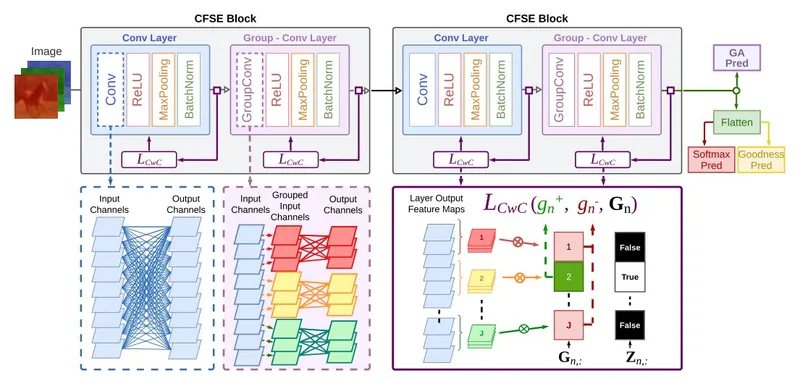 CFSE Block
CFSE Block
Image
Conv Layer
Group - Conv Layer
Conv Layer
Group - Conv Layer
Conv
ReLU
MaxPooling
BatchNorm
GroupConv
ReLU
MaxPooling
BatchNorm
Conv
ReLU
MaxPooling
BatchNorm
GroupConv
ReLU
MaxPooling
BatchNorm
GA
Pred
Flatten
Softmax
Pred
Goodness
Pred
L_CwC
L_CwC
L_CwC
L_CwC
Input
Channels
Output
Channels
Input
Channels
Grouped
Input
Channels
Output
Channels
Layer Output
Feature Maps
L_CwC (g_n^+, g_n^-, G_n)
1
2
J
1
2
J
False
True
False
G_n,:
Z_n,: